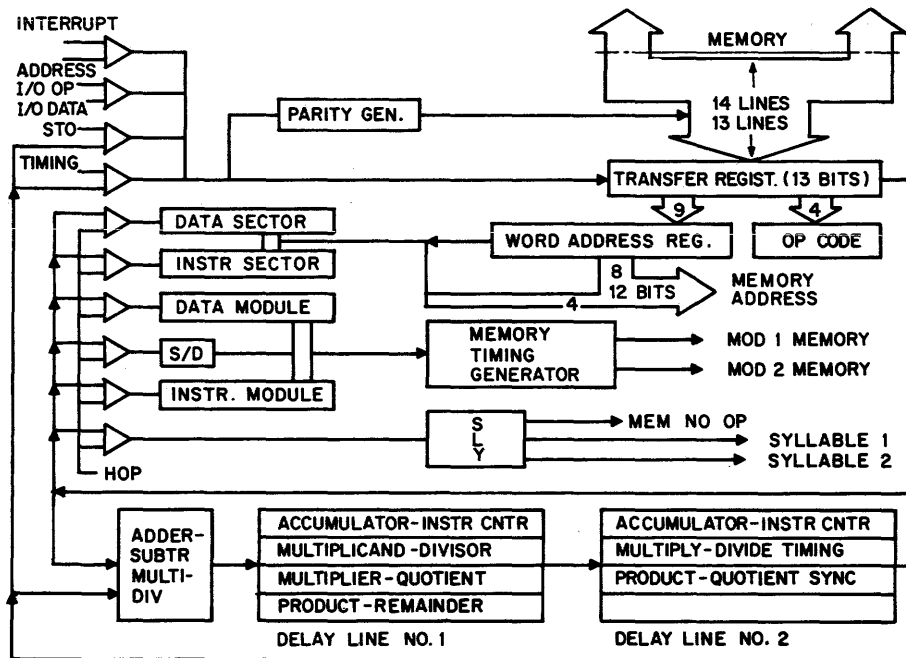 INTERRUPT
ADDRESS
I/O OP
I/O DATA
STO
TIMING
PARITY GEN.
MEMORY
14 LINES
13 LINES
TRANSFER REGIST. (13 BITS)
9
4
DATA SECTOR
WORD ADDRESS REG.
OP CODE
INSTR SECTOR
8
12 BITS
4
MEMORY
ADDRESS
DATA MODULE
S/D
INSTR. MODULE
MEMORY
TIMING
GENERATOR
MOD 1 MEMORY
MOD 2 MEMORY
S
L
Y
MEM NO OP
SYLLABLE 1
SYLLABLE 2
HOP
ADDER-
SUBTR
MULTI-
DIV
ACCUMULATOR-INSTR CNTR
MULTIPLICAND-DIVISOR
MULTIPLIER-QUOTIENT
PRODUCT-REMAINDER
DELAY LINE NO. 1
ACCUMULATOR-INSTR CNTR
MULTIPLY-DIVIDE TIMING
PRODUCT-QUOTIENT SYNC
DELAY LINE NO. 2